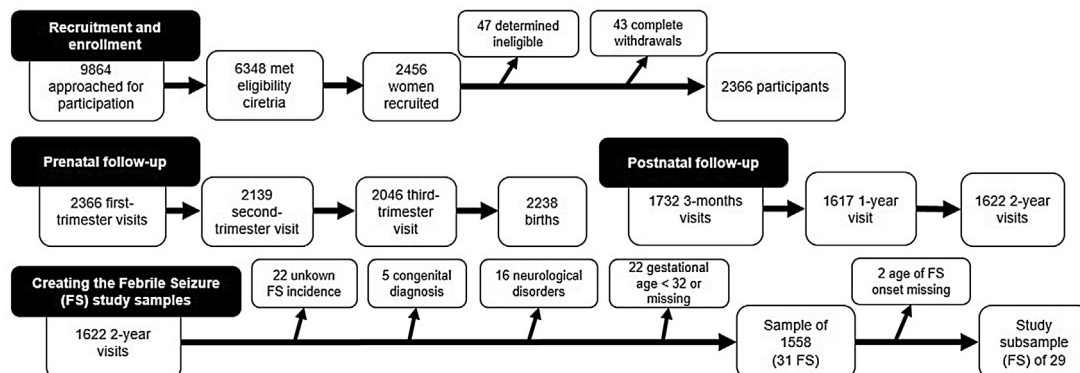 Recruitment and
enrollment
9864
approached for
participation
6348 met
eligibility
ciretria
2456
women
recruited
47 determined
ineligible
43 complete
withdrawals
2366 participants
Prenatal follow-up
2366 first-
trimester visits
2139
second-
trimester visit
2046 third-
trimester
visit
2238
births
Postnatal follow-up
1732 3-months
visits
1617 1-year
visit
1622 2-year
visits
Creating the Febrile Seizure
(FS) study samples
1622 2-year
visits
22 unkown
FS incidence
5 congenital
diagnosis
16 neurological
disorders
22 gestational
age < 32 or
missing
Sample of
1558
(31 FS)
2 age of FS
onset missing
Study
subsample
(FS) of 29